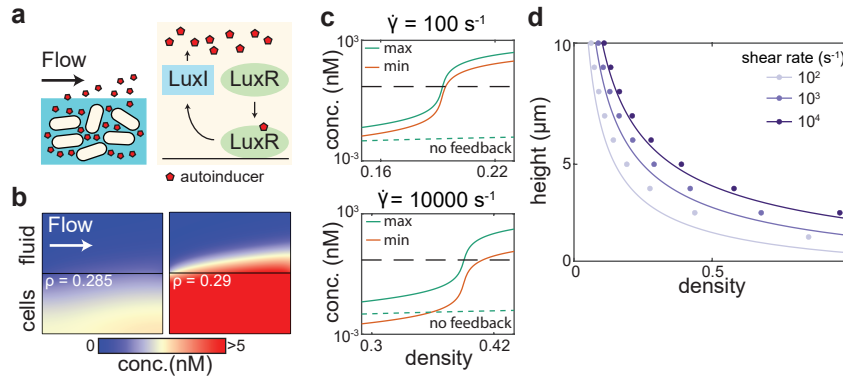 a
Flow
LuxI
LuxR
LuxR
autoinducer
b
Flow
fluid
cells
ρ = 0.285
ρ = 0.29
0
>5
conc.(nM)
c
γ̇ = 100 s⁻¹
conc. (nM)
10³
10⁻³
max
min
no feedback
0.16
0.22
γ̇ = 10000 s⁻¹
conc. (nM)
10³
10⁻³
max
min
no feedback
0.3
0.42
density
d
height (μm)
10
5
0
0
0.5
density
shear rate (s⁻¹)
10²
10³
10⁴